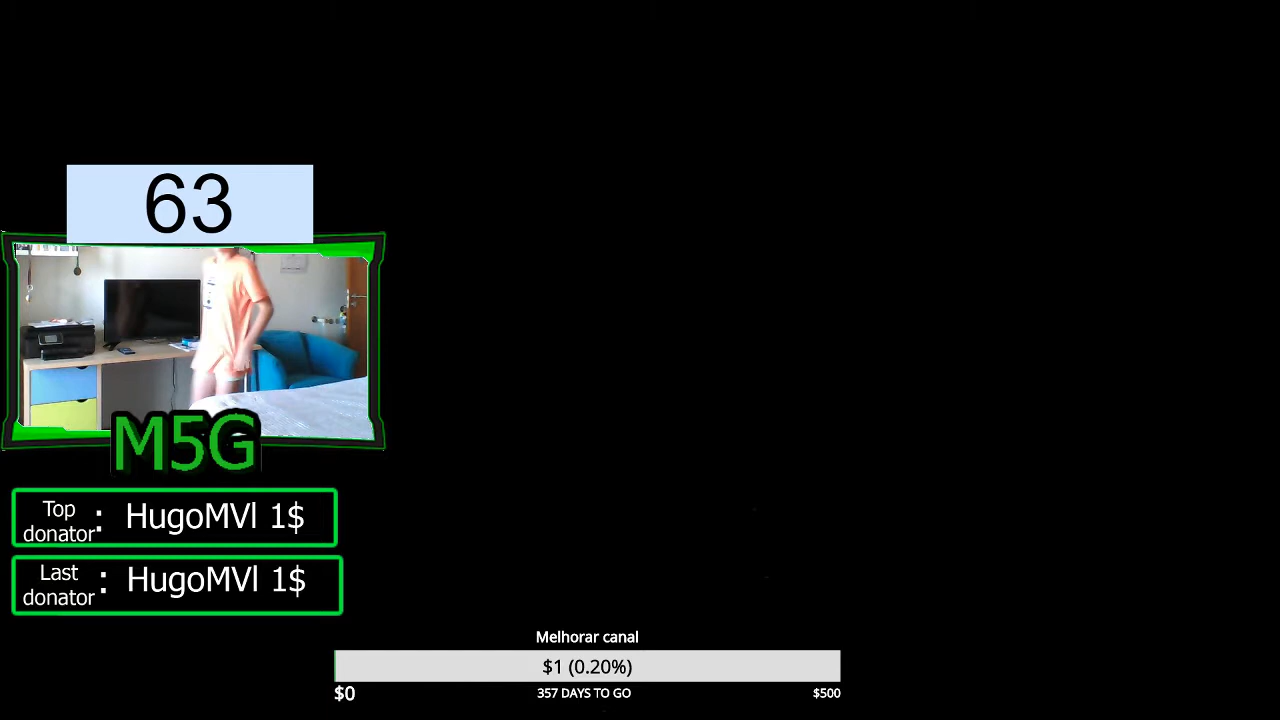 63
M5G
Top donator: HugoMVl 1$
Last donator: HugoMVl 1$
Melhorar canal
$1 (0.20%)
$0 357 DAYS TO GO $500